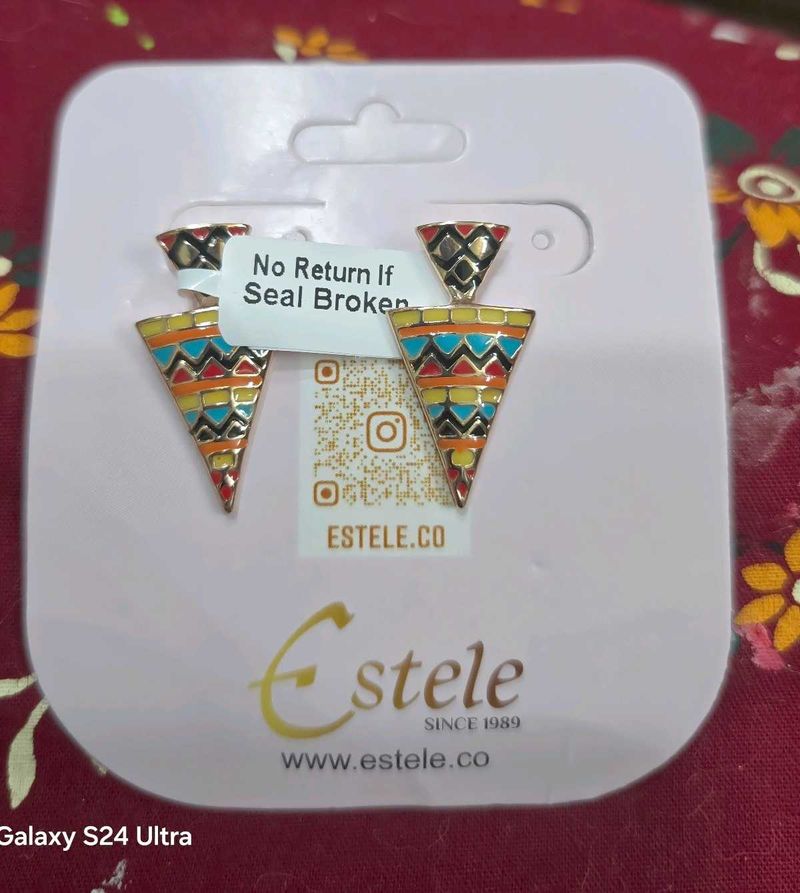 No Return If
Seal Broken
ESTELE.CO
Estele
SINCE 1989
www.estele.co
Galaxy S24 Ultra